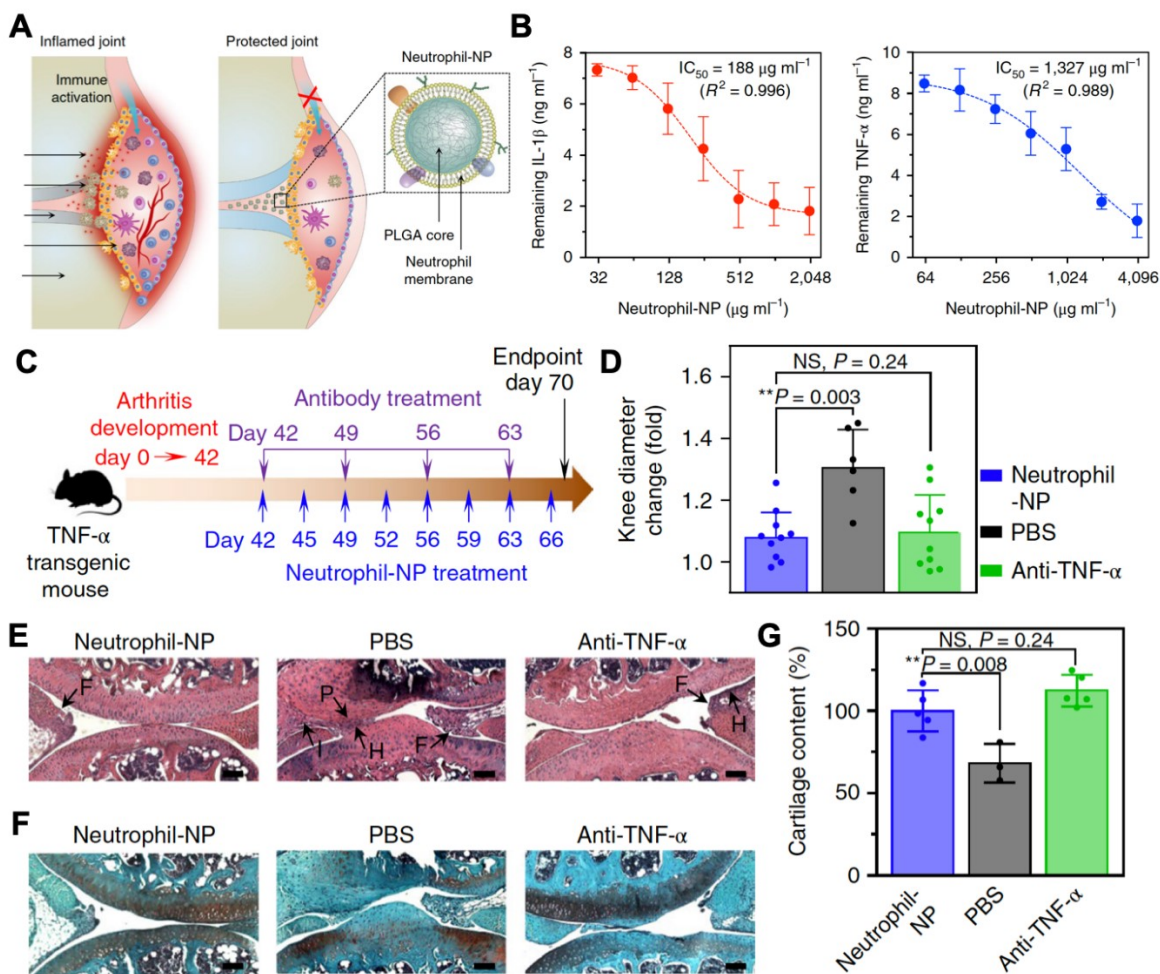 A
Inflamed joint
Immune
activation
Protected joint
Neutrophil-NP
PLGA core
Neutrophil
membrane
B
Remaining IL-1β (ng ml⁻¹)
8
6
4
2
0
IC₅₀ = 188 µg ml⁻¹
(R² = 0.996)
32 128 512 2,048
Neutrophil-NP (µg ml⁻¹)
Remaining TNF-α (ng ml⁻¹)
10
8
6
4
2
0
IC₅₀ = 1,327 µg ml⁻¹
(R² = 0.989)
64 256 1,024 4,096
Neutrophil-NP (µg ml⁻¹)
C
Endpoint
day 70
Arthritis
development
day 0 → 42
Antibody treatment
Day 42 49 56 63
TNF-α
transgenic
mouse
Day 42 45 49 52 56 59 63 66
Neutrophil-NP treatment
D
Knee diameter
change (fold)
1.6
1.4
1.2
1.0
NS, P = 0.24
**P = 0.003
Neutrophil
-NP
PBS
Anti-TNF-α
E
Neutrophil-NP
F
PBS
P
I
H
F
Anti-TNF-α
F
H
F
Neutrophil-NP
PBS
Anti-TNF-α
G
Cartilage content (%)
150
100
50
0
NS, P = 0.24
**P = 0.008
Neutrophil-
NP
PBS
Anti-TNF-α